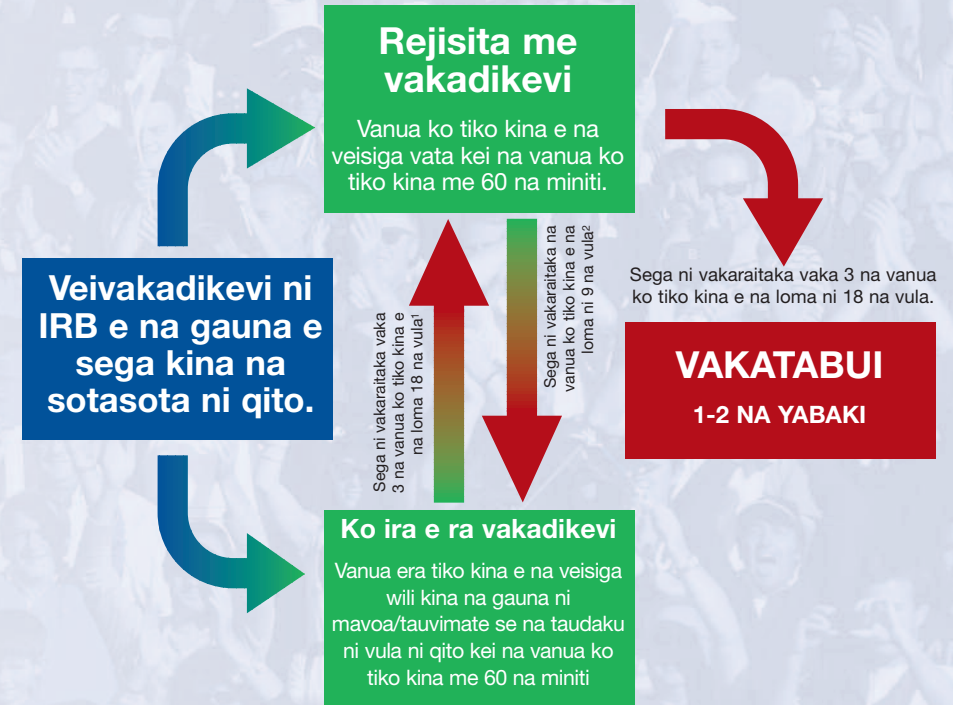 Rejisita me
vakadikevi
Vanua ko tiko kina e na
veisiga vata kei na vanua ko
tiko kina me 60 na miniti.
Veivakadikevi ni
IRB e na gauna e
sega kina na
sotasota ni qito.
Sega ni vakaraitaka vaka
3 na vanua ko tiko kina e
na loma 18 na vula¹
Sega ni vakaraitaka na
vanua ko tiko kina e na
loma ni 9 na vula²
Sega ni vakaraitaka vaka 3 na vanua
ko tiko kina e na loma ni 18 na vula.
VAKATABUI
1-2 NA YABAKI
Ko ira e ra vakadikevi
Vanua era tiko kina e na veisiga
wili kina na gauna ni
mavoa/tauvimate se na taudaku
ni vula ni qito kei na vanua ko
tiko kina me 60 na miniti